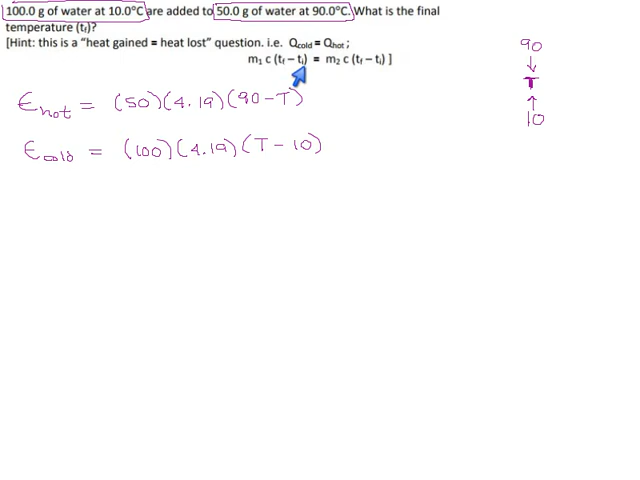 100.0 g of water at 10.0°C are added to 50.0 g of water at 90.0°C. What is the final
temperature (tf)?
[Hint: this is a “heat gained = heat lost” question. i.e. Qcold = Qhot ;
m1 c (tf – ti) = m2 c (tf – ti) ]
90
↓
T
↑
10
Ehot = (50)(4.19)(90-T)
Ecold = (100)(4.19)(T-10)